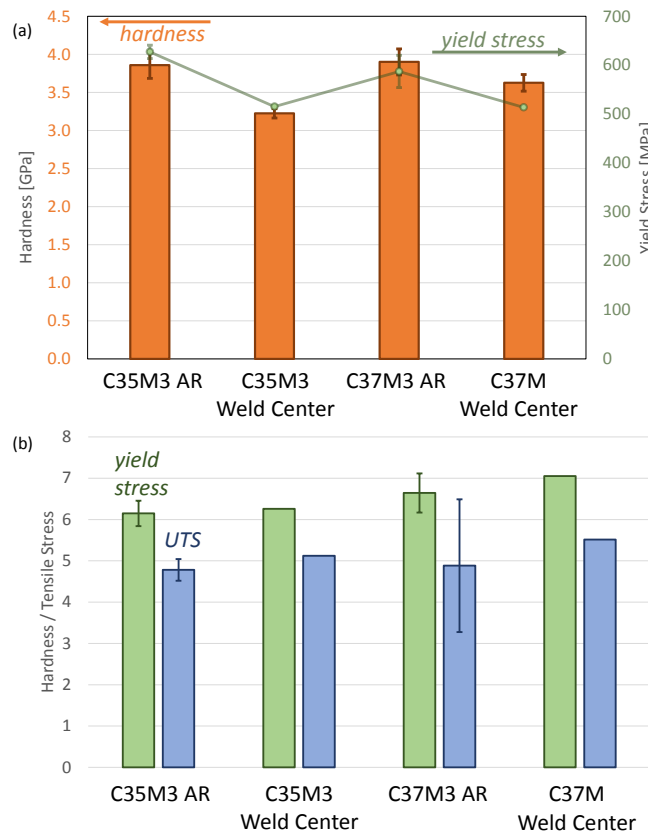 (a)
hardness
yield stress
4.5
4.0
3.5
3.0
2.5
2.0
1.5
1.0
0.5
0.0
Hardness [GPa]
700
600
500
400
300
200
100
0
Yield Stress [MPa]
C35M3 AR
C35M3
Weld Center
C37M3 AR
C37M
Weld Center
(b)
8
7
6
5
4
3
2
1
0
Hardness / Tensile Stress
yield
stress
UTS
C35M3 AR
C35M3
Weld Center
C37M3 AR
C37M
Weld Center